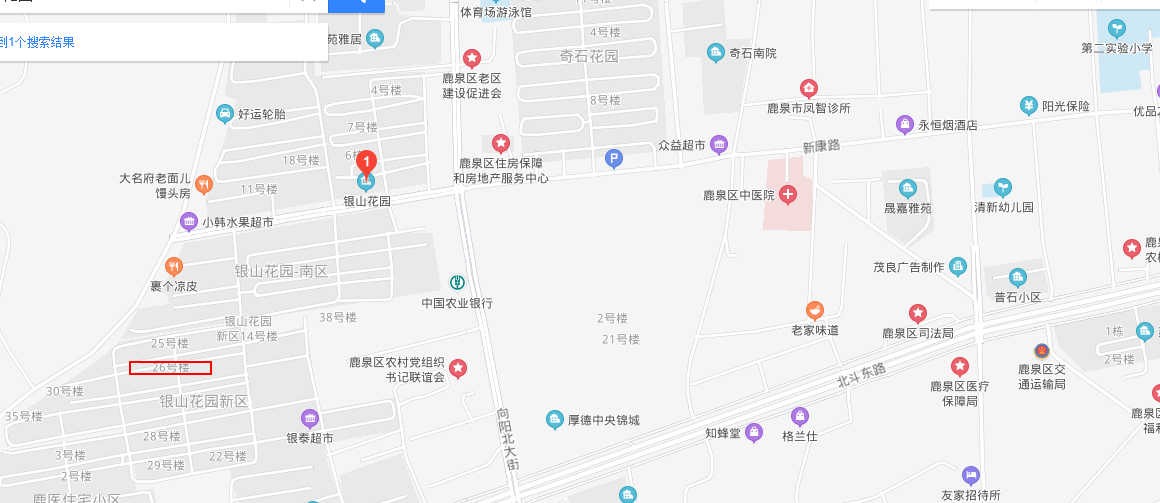 到1个搜索结果
体育场游泳馆
苑雅居
4号楼
奇石花园
奇石南院
第二实验小学
鹿泉区老区
建设促进会
4号楼
8号楼
鹿泉市凤智诊所
阳光保险
优品
好运轮胎
7号楼
永恒烟酒店
众益超市
新康路
18号楼
6
1
P
鹿泉区住房保障
和房地产服务中心
大名府老面儿
馒头房
11号楼
银山花园
鹿泉区中医院
晟嘉雅苑
清新幼儿园
小韩水果超市
鹿
农村
银山花园-南区
茂良广告制作
裹个凉皮
中国农业银行
普石小区
银山花园
新区14号楼
38号楼
2号楼
21号楼
老家味道
鹿泉区司法局
1栋
2号楼
25号楼
26号楼
鹿泉区农村党组织
书记联谊会
北斗东路
鹿泉区交
通运输局
鹿泉区医疗
保障局
30号楼
35号楼
银山花园新区
向阳北大街
厚德中央锦城
知蜂堂
格兰仕
鹿泉区
福利
28号楼
银泰超市
3号楼
29号楼
22号楼
2号楼
鹿医住宅小区
友家招待所